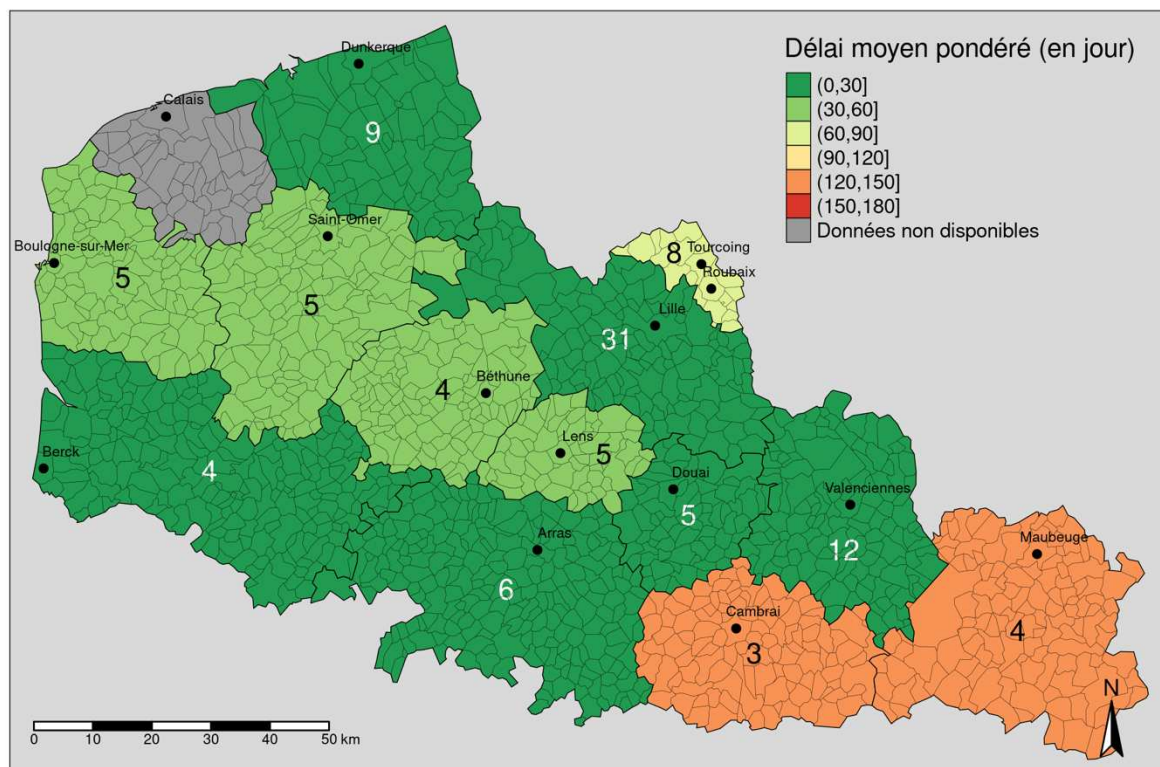 Délai moyen pondéré (en jour)
(0,30]
(30,60]
(60,90]
(90,120]
(120,150]
(150,180]
Données non disponibles
Dunkerque
9
Calais
Saint-Omer
5
Boulogne-sur-Mer
5
8
Tourcoing
Roubaix
Lille
31
4
Béthune
Lens
5
Berck
4
Douai
5
Valenciennes
12
Arras
6
Maubeuge
4
Cambrai
3
N
0 10 20 30 40 50 km